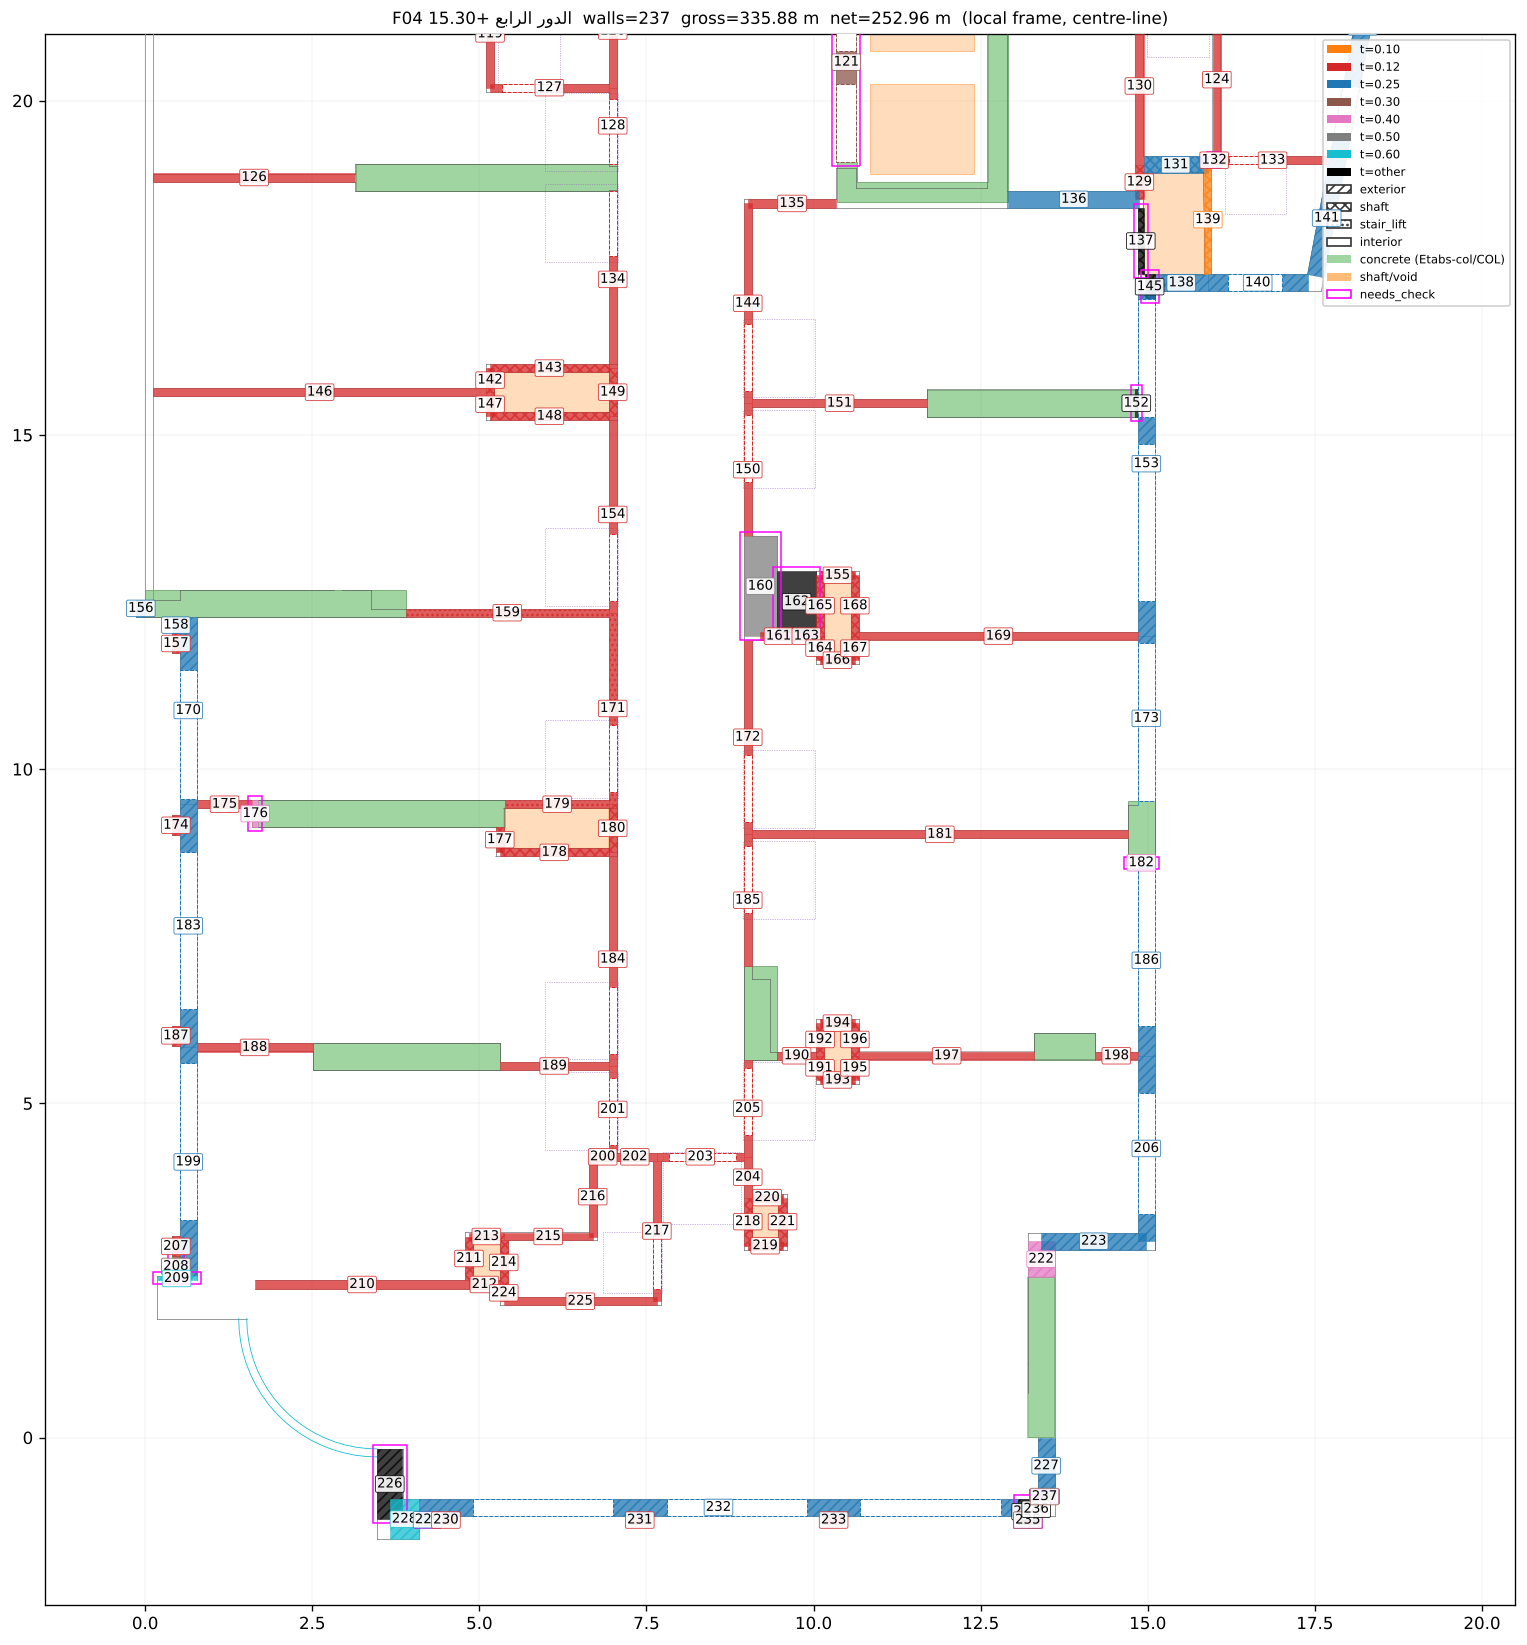 F04 15.30+ الدور الرابع  walls=237  gross=335.88 m  net=252.96 m  (local frame, centre-line)
t=0.10
t=0.12
t=0.25
t=0.30
t=0.40
t=0.50
t=0.60
t=other
exterior
shaft
stair_lift
interior
concrete (Etabs-col/COL)
shaft/void
needs_check
121
130 124
127
20
128
131 132 133
126 129
135 136 139
141
137
134
138 140
145
144
143
142
146 149
147 151 152
148
15
150 153
154
155
160
162 165 168
156
159
158
157 161 163 169
164 167
166
170 171
173
172
10
175 179
176
174 180 181
177
178
182
185
183
184 186
194
187
192 196
188 190 197 198
189
191 195
193
5
201 205
206
200 202 203
199
204
216
220
218 221
217
213 215
207 219 223
211 214
208 222
209
210
224
225
0
227
226
237
232
236
228 230 231 233
0.0 2.5 5.0 7.5 10.0 12.5 15.0 17.5 20.0